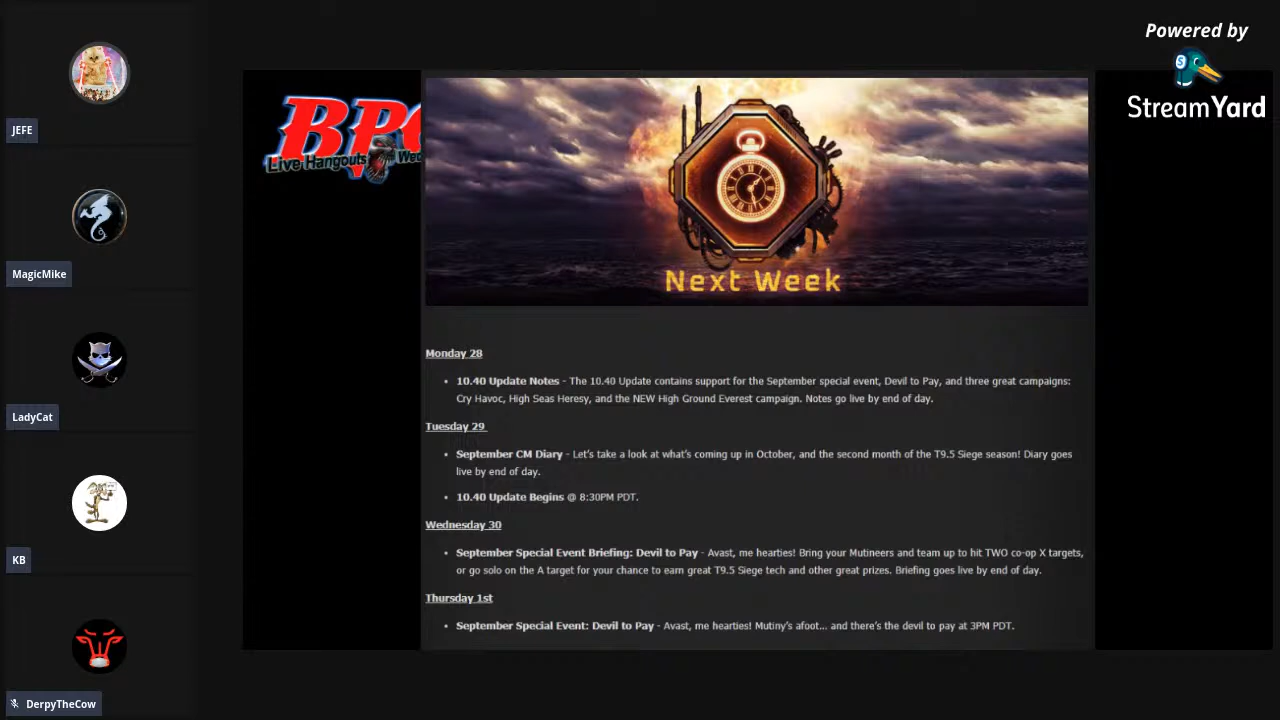 Powered by
StreamYard
JEFE
MagicMike
LadyCat
KB
DerpyTheCow
BPC
Live Hangouts Wed
Next Week
Monday 28
• 10.40 Update Notes - The 10.40 Update contains support for the September special event, Devil to Pay, and three great campaigns:
Cry Havoc, High Seas Heresy, and the NEW High Ground Everest campaign. Notes go live by end of day.
Tuesday 29
• September CM Diary - Let's take a look at what's coming up in October, and the second month of the T9.5 Siege season! Diary goes
live by end of day.
• 10.40 Update Begins @ 8:30PM PDT.
Wednesday 30
• September Special Event Briefing: Devil to Pay - Avast, me hearties! Bring your Mutineers and team up to hit TWO co-op X targets,
or go solo on the A target for your chance to earn great T9.5 Siege tech and other great prizes. Briefing goes live by end of day.
Thursday 1st
• September Special Event: Devil to Pay - Avast, me hearties! Mutiny's afoot... and there's the devil to pay at 3PM PDT.